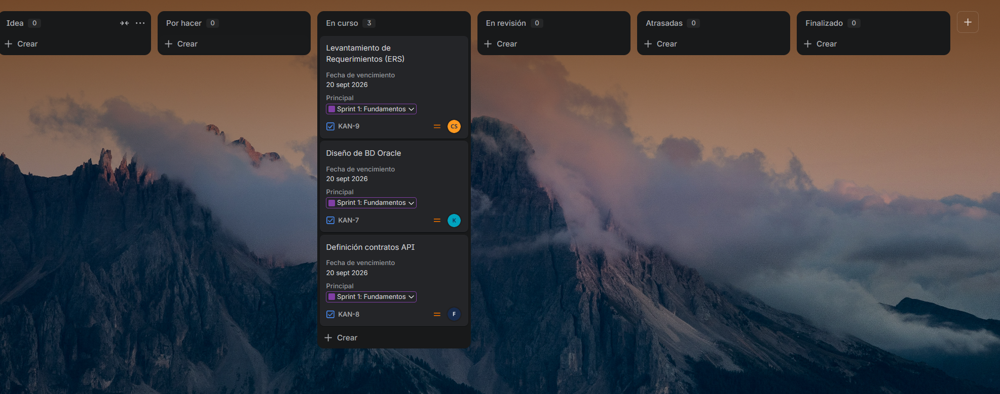 Idea 0
Crear
Por hacer 0
Crear
En curso 3
Levantamiento de
Requerimientos (ERS)
Fecha de vencimiento
20 sept 2026
Principal
Sprint 1: Fundamentos
KAN-9
CS
Diseño de BD Oracle
Fecha de vencimiento
20 sept 2026
Principal
Sprint 1: Fundamentos
KAN-7
K
Definición contratos API
Fecha de vencimiento
20 sept 2026
Principal
Sprint 1: Fundamentos
KAN-8
F
Crear
En revisión 0
Crear
Atrasadas 0
Crear
Finalizado 0
Crear